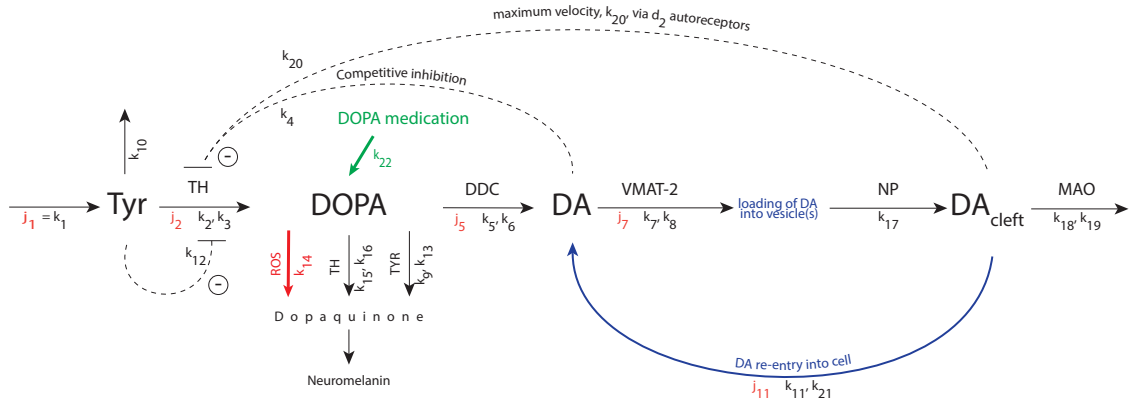 maximum velocity, k20, via d2 autoreceptors
k20
Competitive inhibition
k4
DOPA medication
k22
k10
−
TH
DDC
VMAT-2
NP
MAO
Tyr
DOPA
DA
loading of DA
into vesicle(s)
DAcleft
j1 = k1
j2 k2, k3
j5 k5, k6
j7 k7, k8
k17
k18, k19
k12
−
ROS
k14
TH
k15, k16
TYR
k9, k13
Dopaquinone
Neuromelanin
DA re-entry into cell
j11 k11, k21